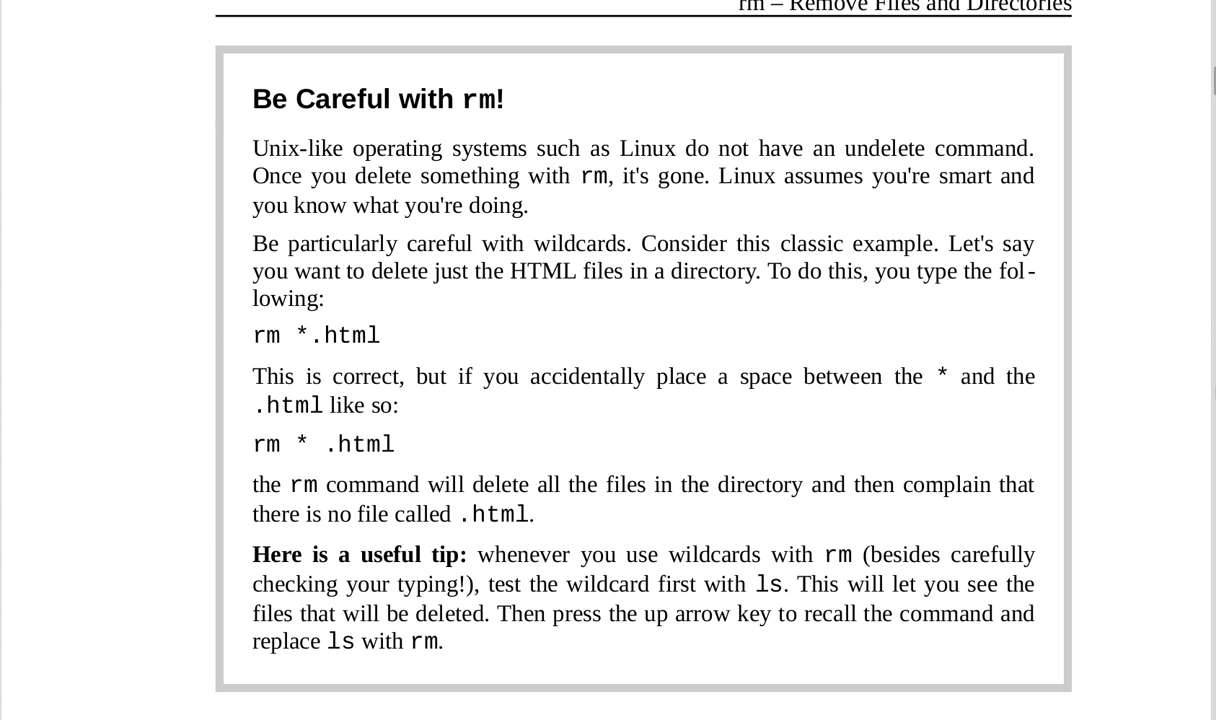 rm – Remove Files and Directories
Be Careful with rm!
Unix-like operating systems such as Linux do not have an undelete command.
Once you delete something with rm, it's gone. Linux assumes you're smart and
you know what you're doing.
Be particularly careful with wildcards. Consider this classic example. Let's say
you want to delete just the HTML files in a directory. To do this, you type the fol-
lowing:
rm *.html
This is correct, but if you accidentally place a space between the * and the
.html like so:
rm * .html
the rm command will delete all the files in the directory and then complain that
there is no file called .html.
Here is a useful tip: whenever you use wildcards with rm (besides carefully
checking your typing!), test the wildcard first with ls. This will let you see the
files that will be deleted. Then press the up arrow key to recall the command and
replace ls with rm.